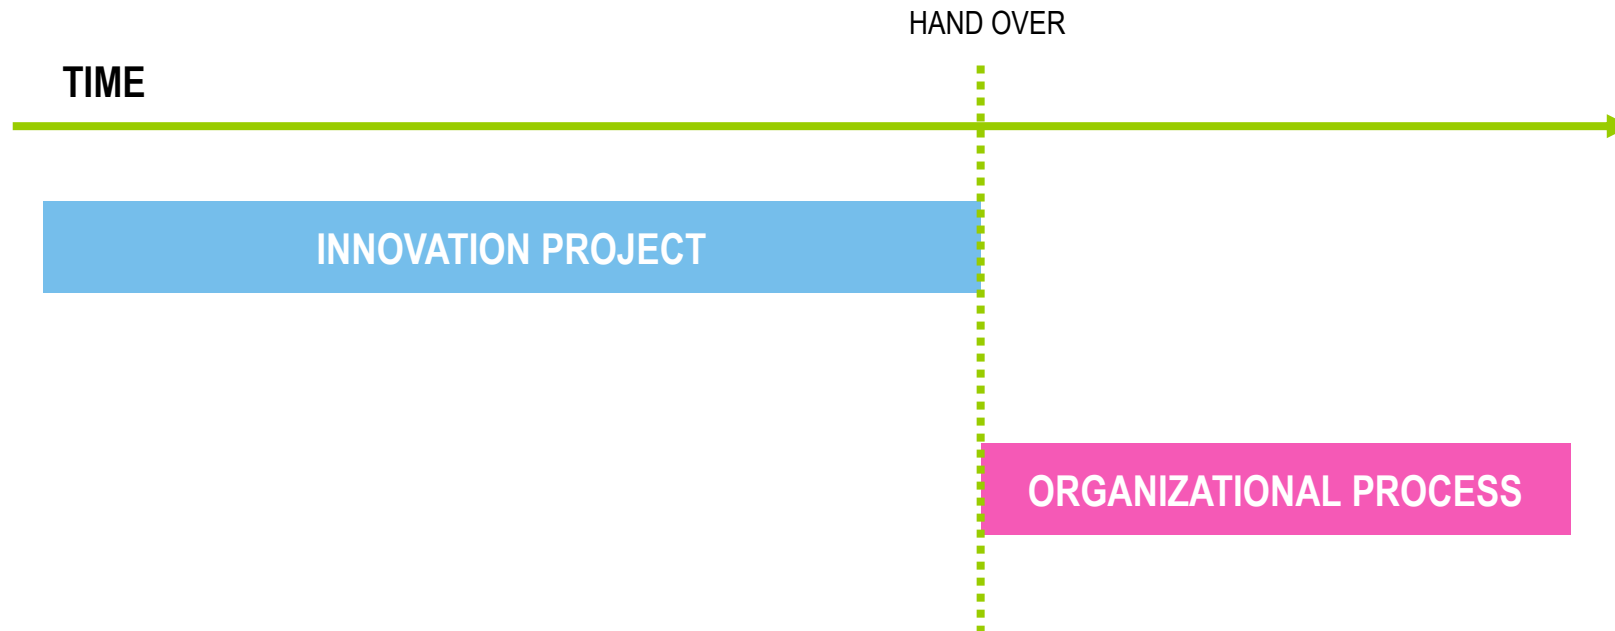 HAND OVER
TIME
INNOVATION PROJECT
ORGANIZATIONAL PROCESS